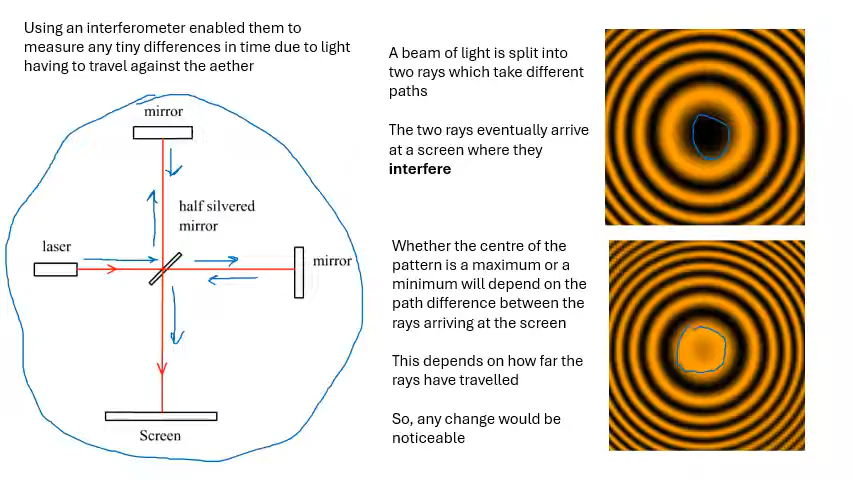 Using an interferometer enabled them to
measure any tiny differences in time due to light
having to travel against the aether
mirror
half silvered
mirror
laser
mirror
Screen
A beam of light is split into
two rays which take different
paths
The two rays eventually arrive
at a screen where they
interfere
Whether the centre of the
pattern is a maximum or a
minimum will depend on the
path difference between the
rays arriving at the screen
This depends on how far the
rays have travelled
So, any change would be
noticeable